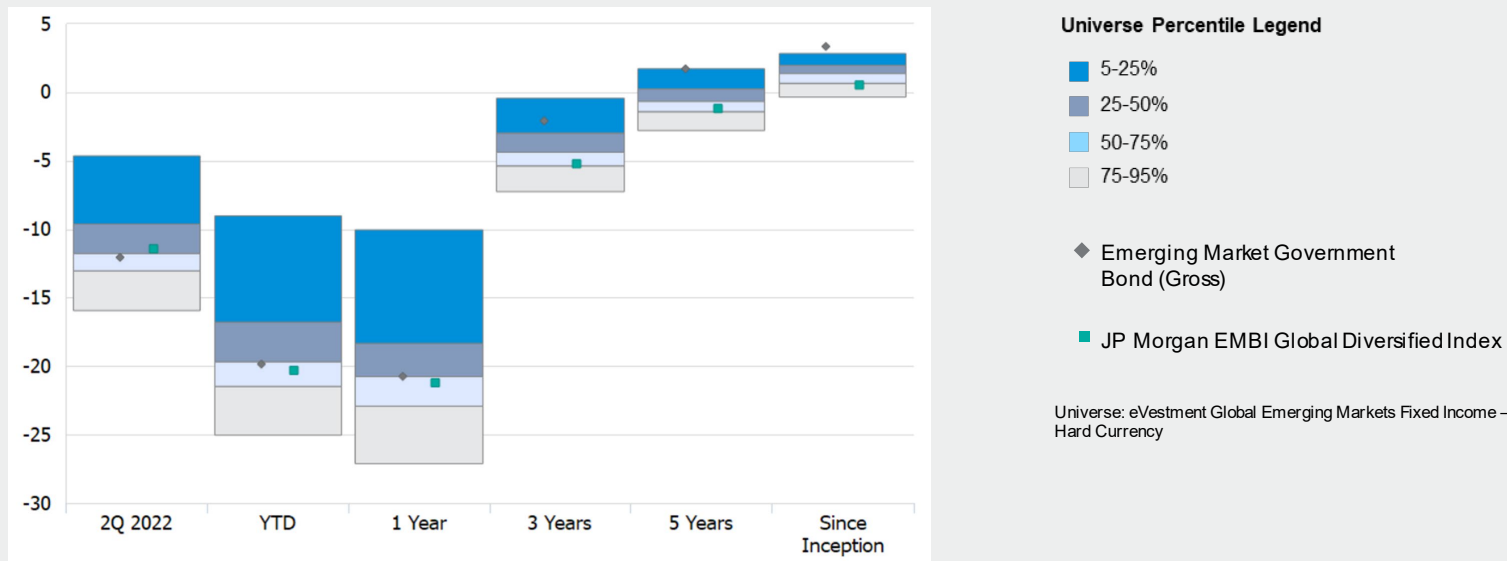 5
0
-5
-10
-15
-20
-25
-30
2Q 2022
YTD
1 Year
3 Years
5 Years
Since
Inception
Universe Percentile Legend
5-25%
25-50%
50-75%
75-95%
Emerging Market Government
Bond (Gross)
JP Morgan EMBI Global Diversified Index
Universe: eVestment Global Emerging Markets Fixed Income –
Hard Currency